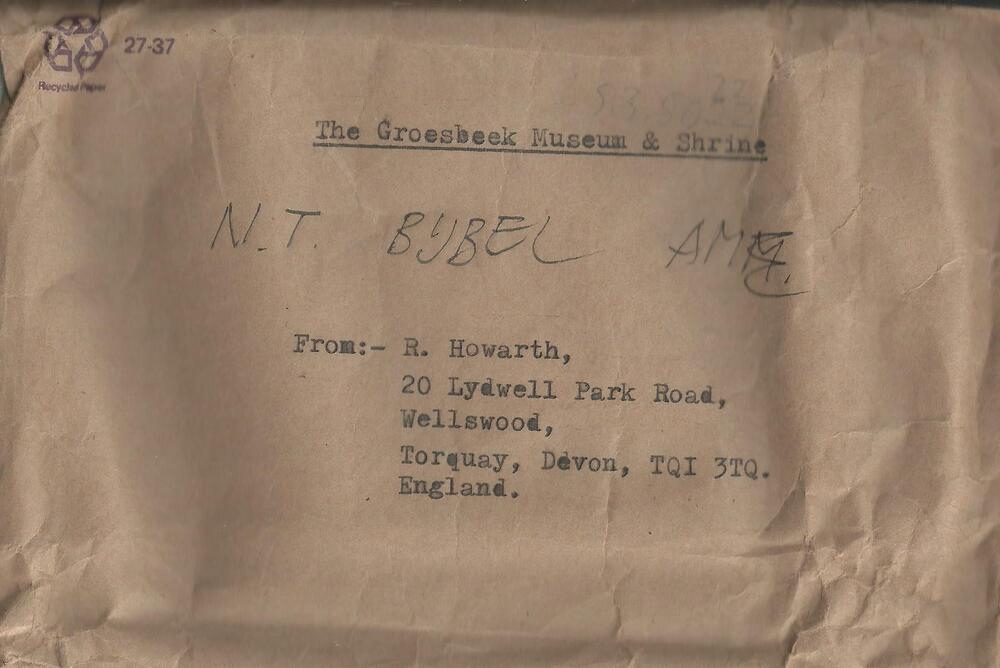 27-37
Recycled Paper
The Groesbeek Museum & Shrine
N.T. BIJBEL
From:- R. Howarth,
20 Lydwell Park Road,
Wellswood,
Torquay, Devon, TQI 3TQ.
England.